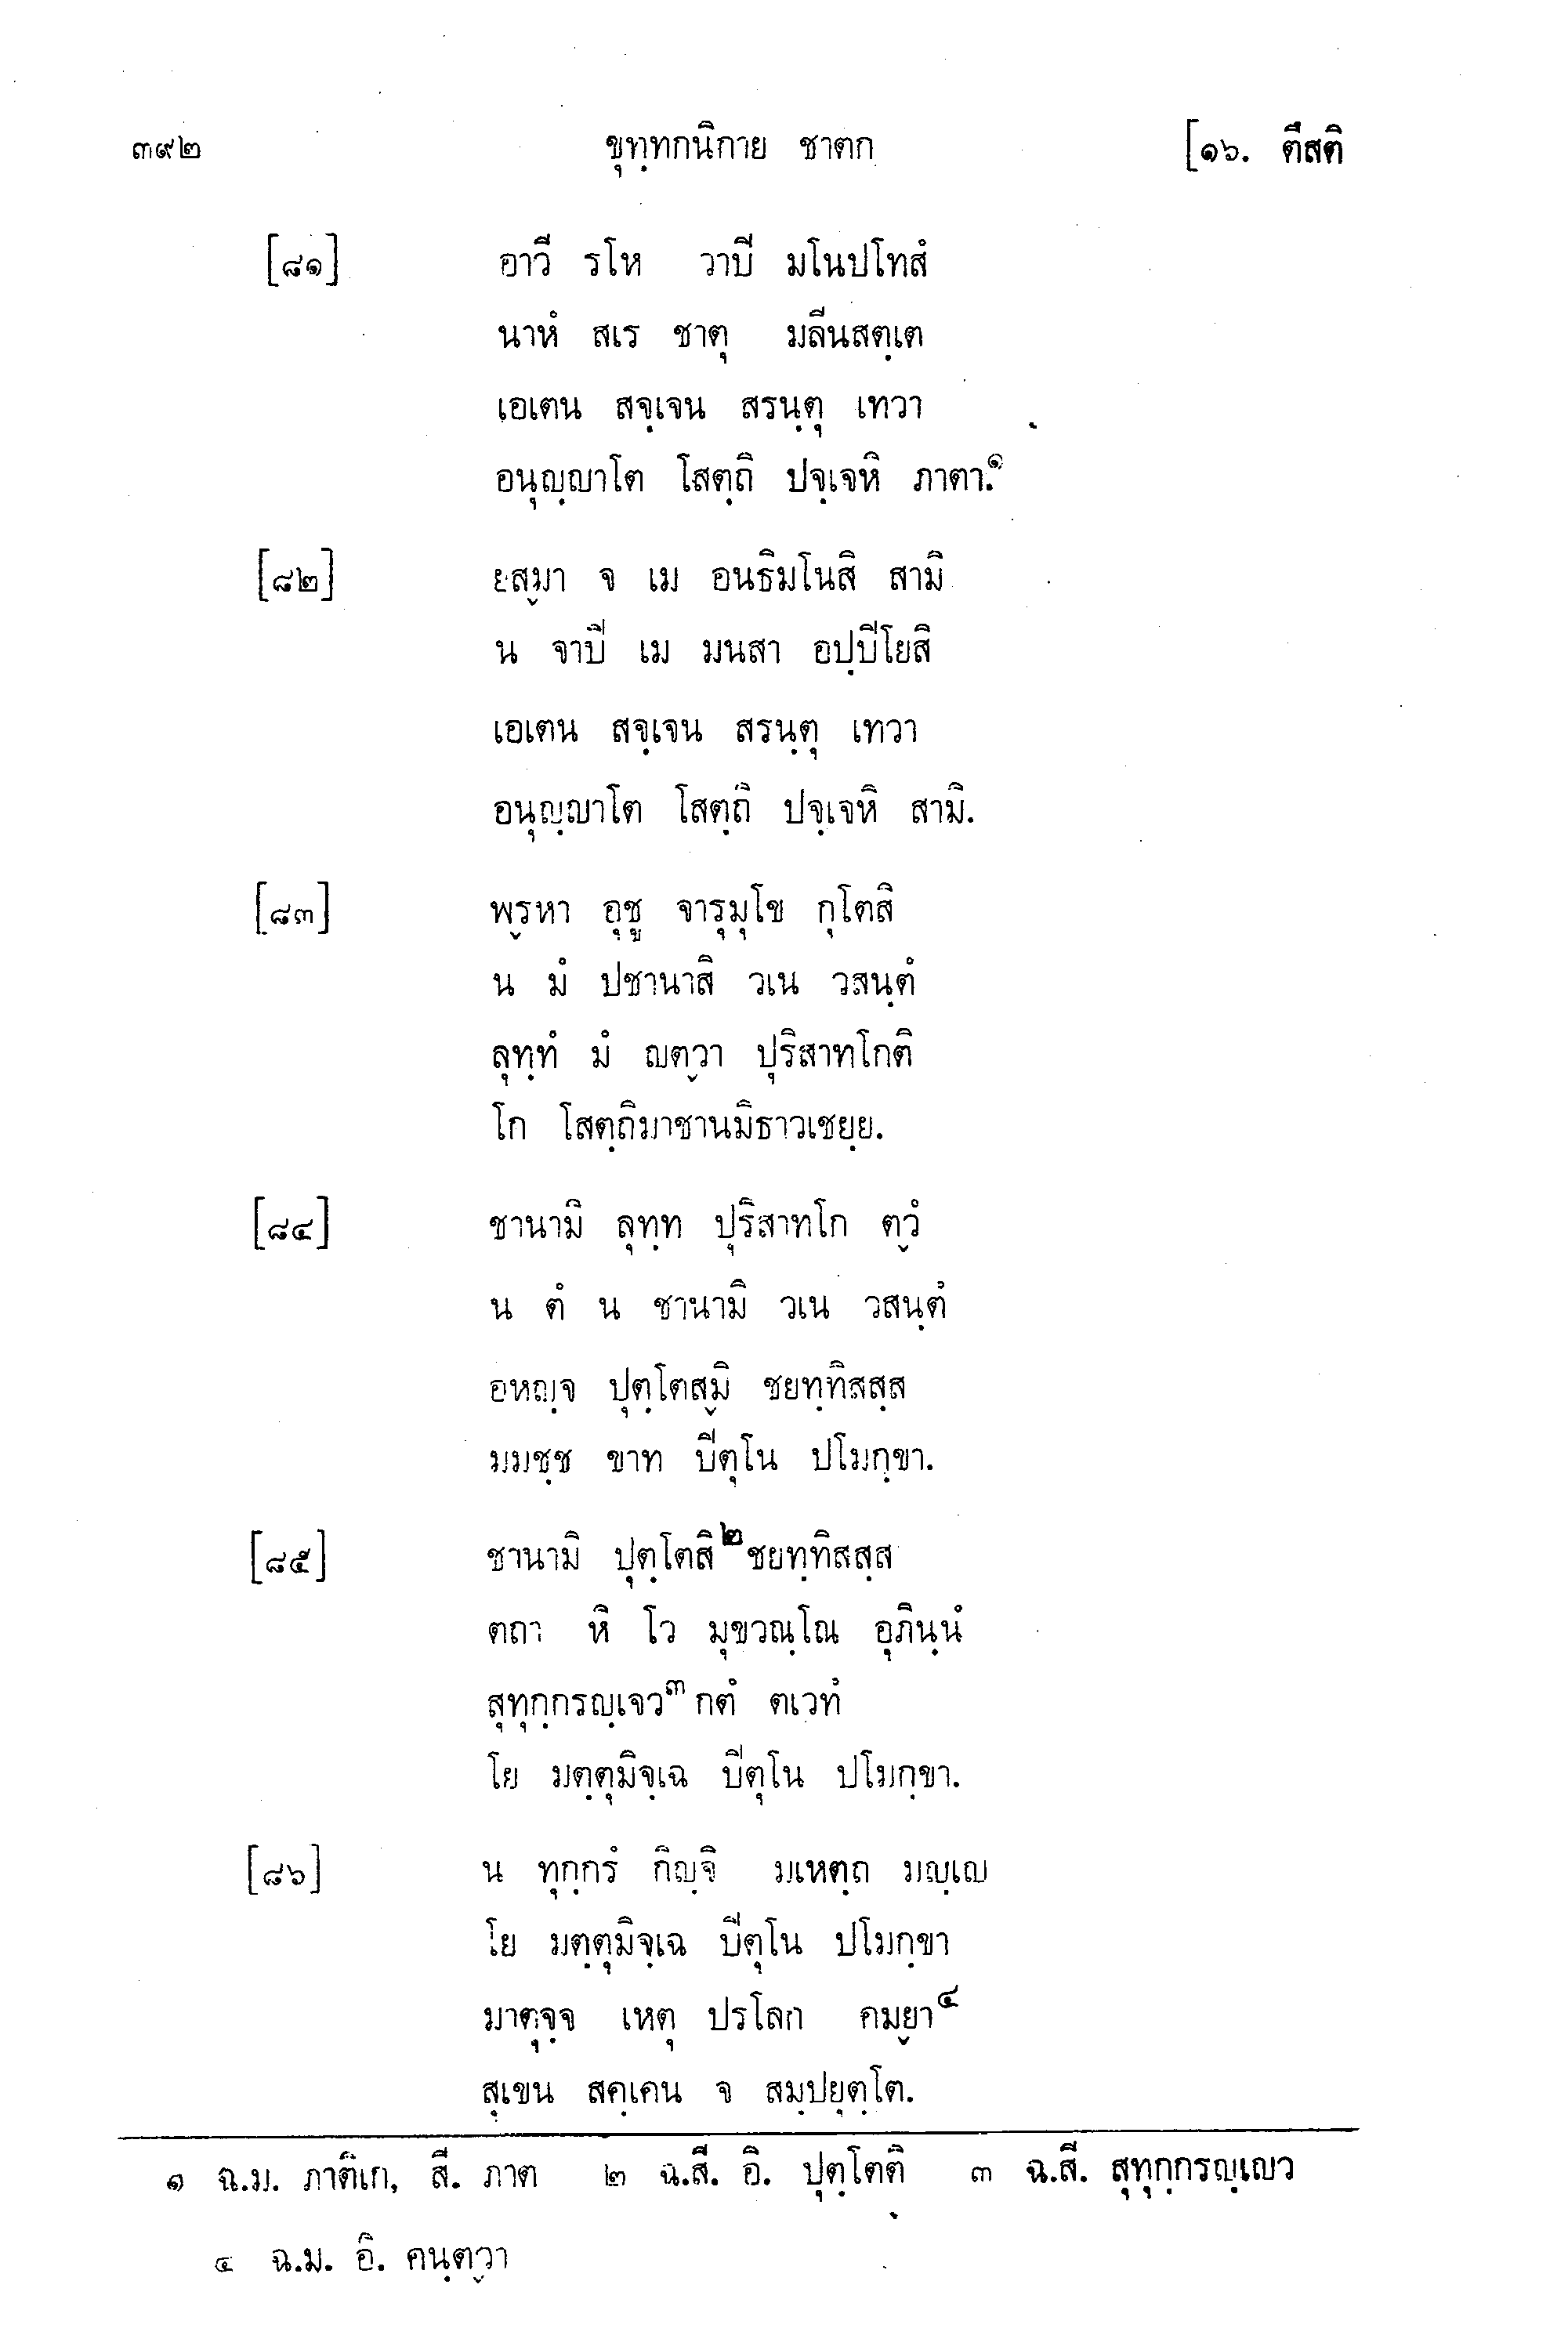 ๓๙๒ ขุทฺทกนิกาย ชาตก [๑๖. ตีสติ
[๘๑] อาวี รโห วาปิ มโนปโทสํ
นาหํ สเร ชาตุ มลีนสตฺเต
เอเตน สจฺเจน สรนฺตุ เทวา
อนุญฺญาโต โสตฺถิ ปจฺเจหิ ภาตา.๑
[๘๒] ยสฺมา จ เม อนธิมโนสิ สามิ
น จาปิ เม มนสา อปฺปิโยสิ
เอเตน สจฺเจน สรนฺตุ เทวา
อนุญฺญาโต โสตฺถิ ปจฺเจหิ สามิ.
[๘๓] พฺรหา อุชู จารุมุโข กุโตสิ
น มํ ปชานาสิ วเน วสนฺตํ
ลุทฺทํ มํ ญตฺวา ปุริสาทโกติ
โก โสตฺถิมาชานมิธาวเชยฺย.
[๘๔] ชานามิ ลุทฺท ปุริสาทโก ตฺวํ
น ตํ น ชานามิ วเน วสนฺตํ
อหญฺจ ปุตฺโตสฺมิ ชยทฺทิสสฺส
มมชฺช ขาท ปิตุโน ปโมกฺขา.
[๘๕] ชานามิ ปุตฺโตสิ๒ ชยทฺทิสสฺส
ตถา หิ โว มุขวณฺโณ อุภินฺนํ
สุทุกฺกรญฺเจว๓ กตํ ตเวทํ
โย มตฺตุมิจฺเฉ ปิตุโน ปโมกฺขา.
[๘๖] น ทุกฺกรํ กิญฺจิ มเหตฺถ มญฺเญ
โย มตฺตุมิจฺเฉ ปิตุโน ปโมกฺขา
มาตุจฺจ เหตุ ปรโลก คมฺยา๔
สุเขน สคฺเคน จ สมฺปยุตฺโต.
๑ ฉ.ม. ภาติเก, สี. ภาต ๒ ฉ.สี. อิ. ปุตฺโตติ ๓ ฉ.สี. สุทุกฺกรญฺเญว
๔ ฉ.ม. อิ. คนฺตฺวา